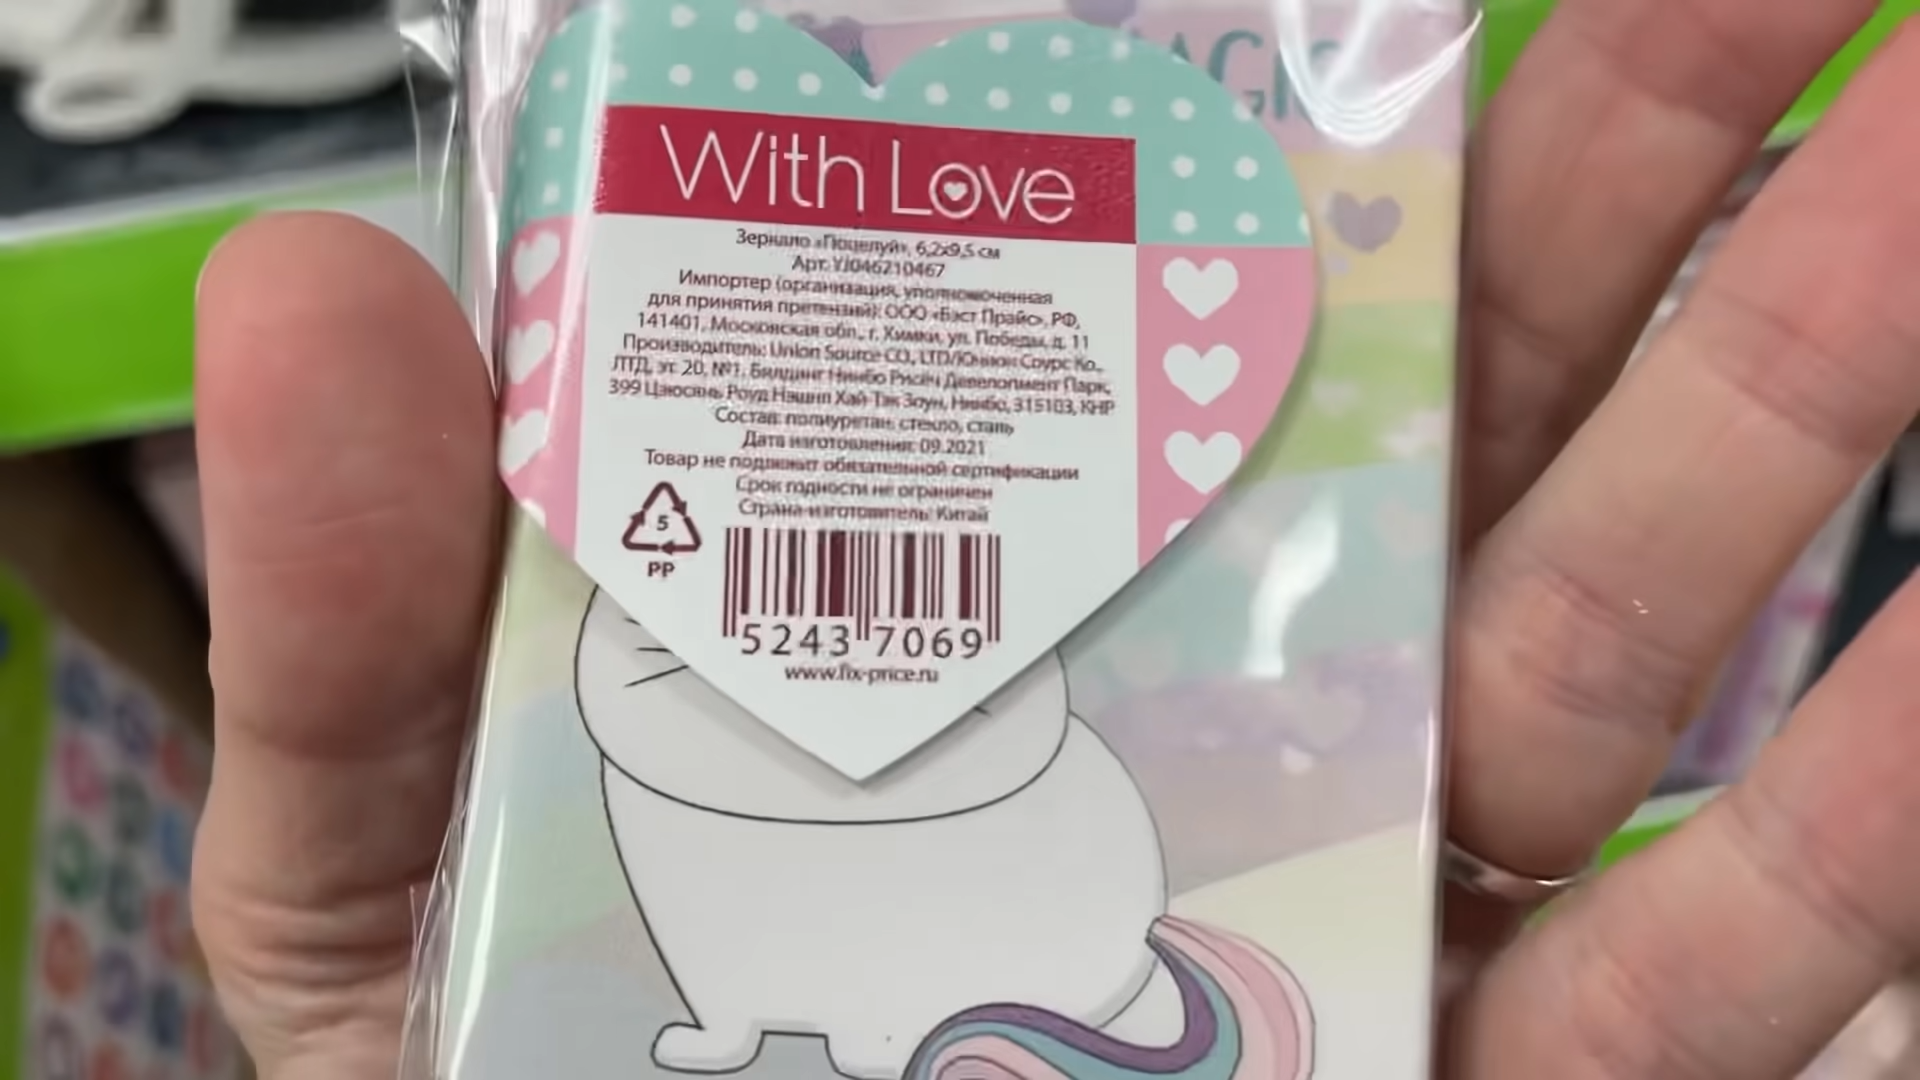 MAGIC
With Love
Зеркало «Поцелуй», 6,2х9,5 см
Арт. YJ046210467
Импортер (организация, уполномоченная
для принятия претензий): ООО «Бэст Прайс», РФ,
141401, Московская обл., г. Химки, ул. Победы, д. 11
Производитель: Union Source CO., LTD/Юнион Соурс Ко.,
ЛТД, эт. 20, №1, Билдинг Нинбо Рисеч Девелопмент Парк,
399 Цзюсянь Роуд Нэшнл Хай-Тэк Зоун, Нинбо, 315103, КНР
Состав: полиуретан, стекло, сталь
Дата изготовления: 09.2021
Товар не подлежит обязательной сертификации
Срок годности не ограничен
Страна-изготовитель: Китай
5
PP
5243 7069
www.fix-price.ru